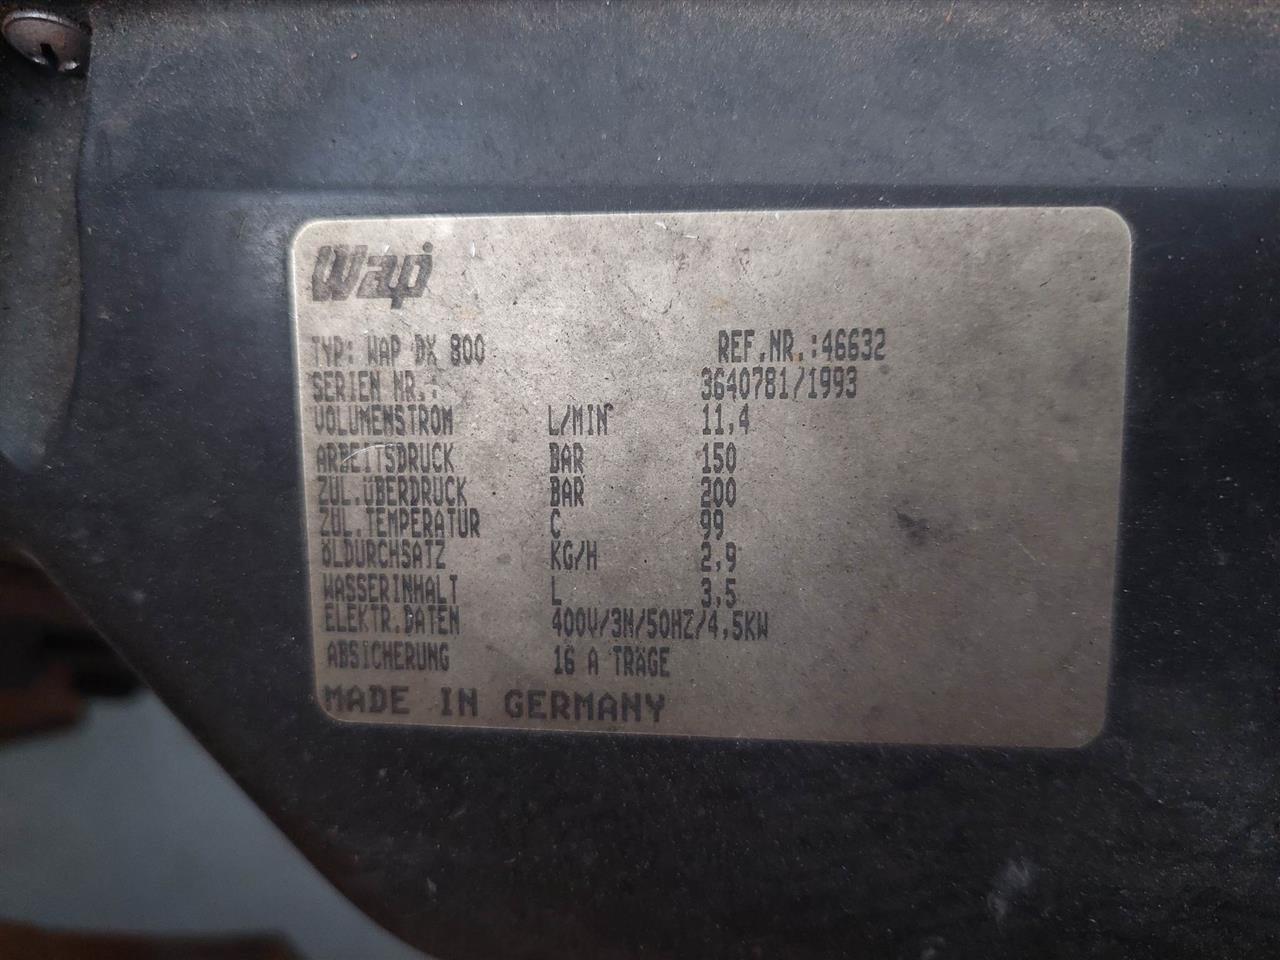 Wap
TYP: WAP DX 800 REF.NR.:46632
SERIEN NR.: 3640781/1993
VOLUMENSTROM L/MIN 11,4
ARBEITSDRUCK BAR 150
ZUL.ÜBERDRUCK BAR 200
ZUL.TEMPERATUR C 99
ÖLDURCHSATZ KG/H 2,9
WASSERINHALT L 3,5
ELEKTR.DATEN 400V/3N/50HZ/4,5KW
ABSICHERUNG 16 A TRÄGE
MADE IN GERMANY